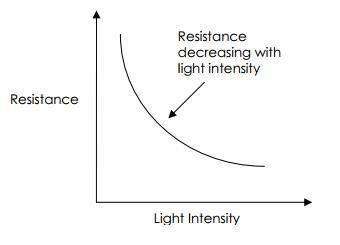 Resistance
decreasing with
light intensity
Resistance
Light Intensity